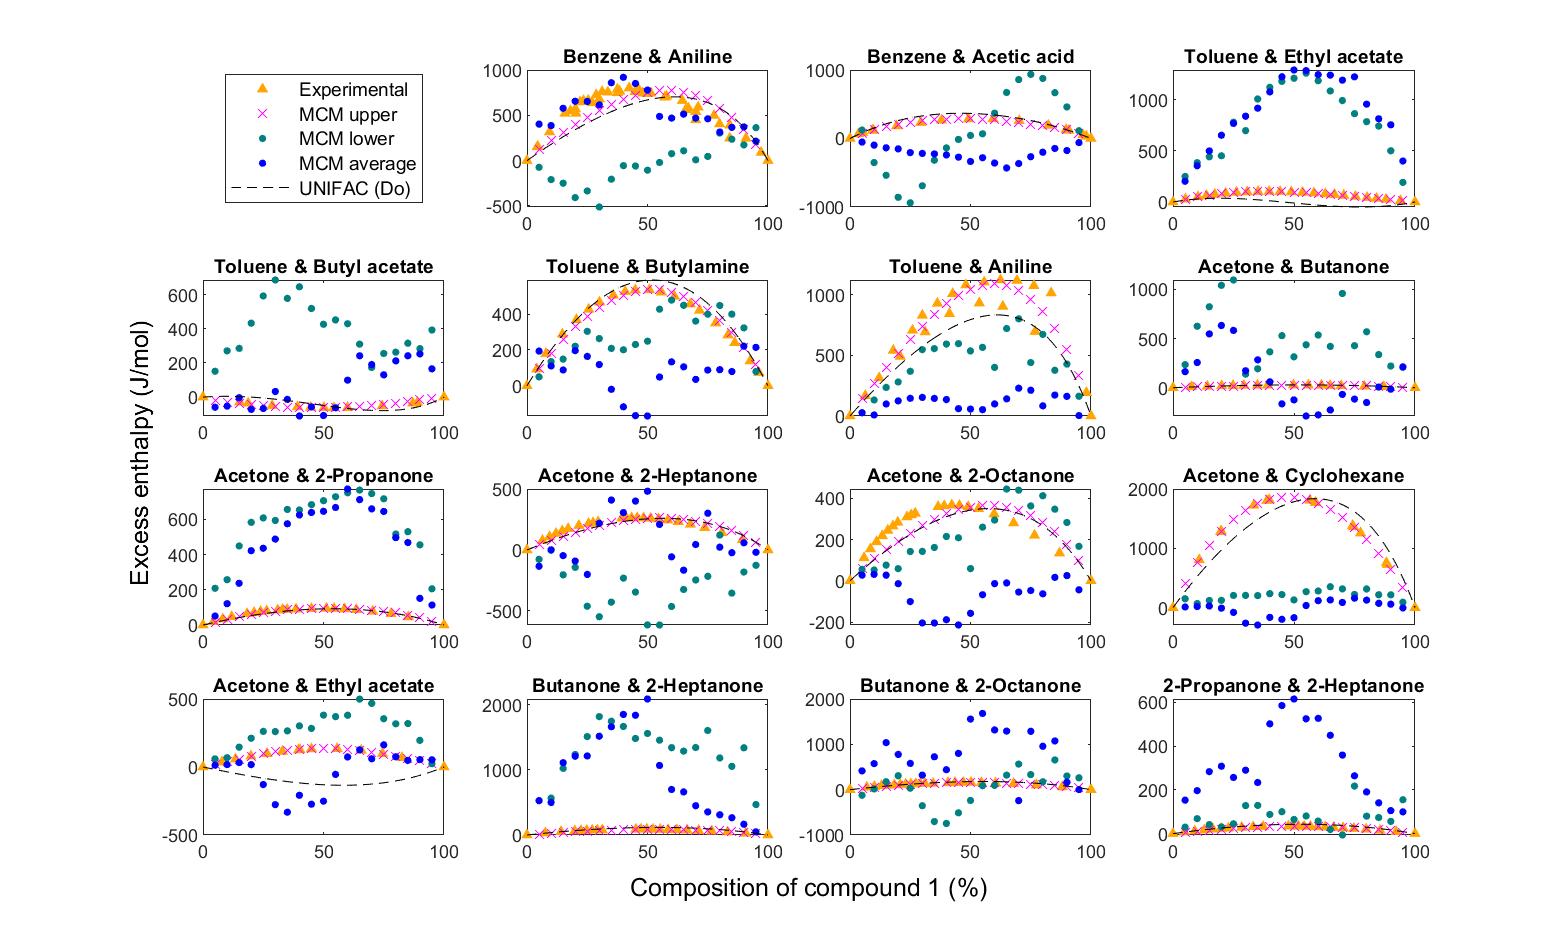 Experimental
MCM upper
MCM lower
MCM average
UNIFAC (Do)
Benzene & Aniline
1000
500
0
-500
0 50 100
Benzene & Acetic acid
1000
0
-1000
0 50 100
Toluene & Ethyl acetate
1000
500
0
0 50 100
Toluene & Butyl acetate
600
400
200
0
0 50 100
Toluene & Butylamine
400
200
0
0 50 100
Toluene & Aniline
1000
500
0
0 50 100
Acetone & Butanone
1000
500
0
0 50 100
Acetone & 2-Propanone
600
400
200
0
0 50 100
Acetone & 2-Heptanone
500
0
-500
0 50 100
Acetone & 2-Octanone
400
200
0
-200
0 50 100
Acetone & Cyclohexane
2000
1000
0
0 50 100
Acetone & Ethyl acetate
500
0
-500
0 50 100
Butanone & 2-Heptanone
2000
1000
0
0 50 100
Butanone & 2-Octanone
2000
1000
0
-1000
0 50 100
2-Propanone & 2-Heptanone
600
400
200
0
0 50 100
Excess enthalpy (J/mol)
Composition of compound 1 (%)